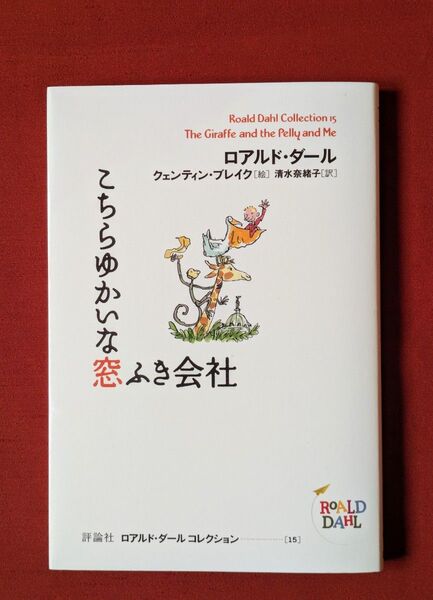 Roald Dahl Collection 15
The Giraffe and the Pelly and Me
ロアルド・ダール
クェンティン・ブレイク[絵] 清水奈緒子[訳]
こちらゆかいな
窓ふき会社
ROALD
DAHL
評論社 ロアルド・ダール コレクション…………[15]